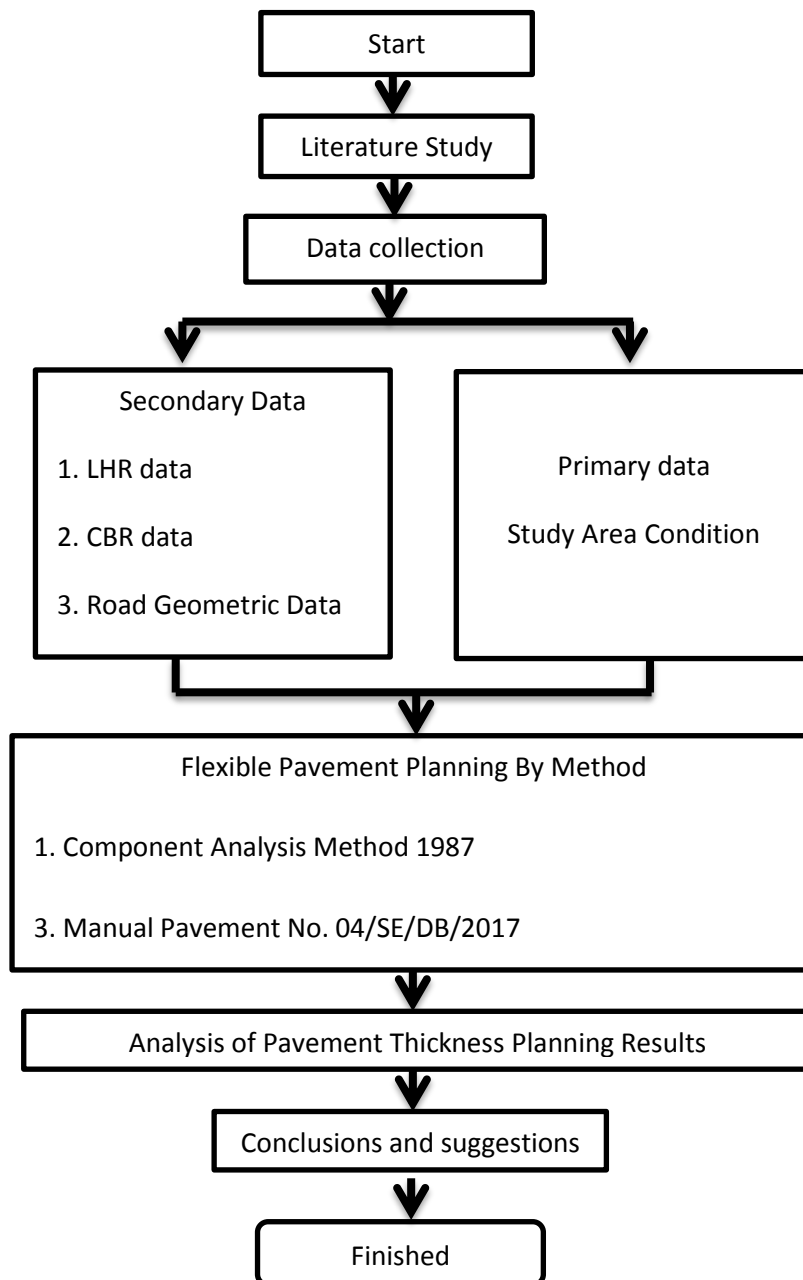 Start
Literature Study
Data collection
Secondary Data
1. LHR data
2. CBR data
3. Road Geometric Data
Primary data
Study Area Condition
Flexible Pavement Planning By Method
1. Component Analysis Method 1987
3. Manual Pavement No. 04/SE/DB/2017
Analysis of Pavement Thickness Planning Results
Conclusions and suggestions
Finished